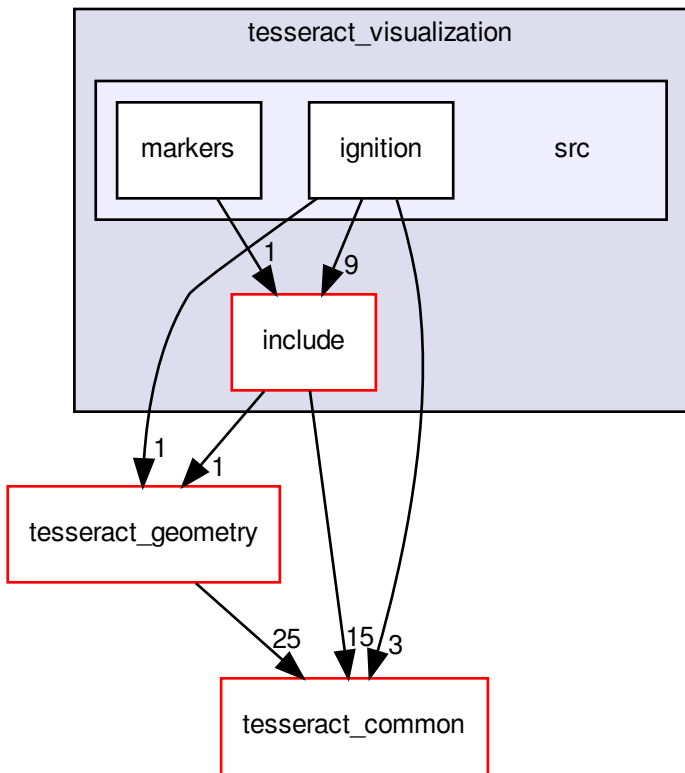 tesseract_visualization
markers
ignition
src
1
9
include
1
1
tesseract_geometry
25
15
3
tesseract_common